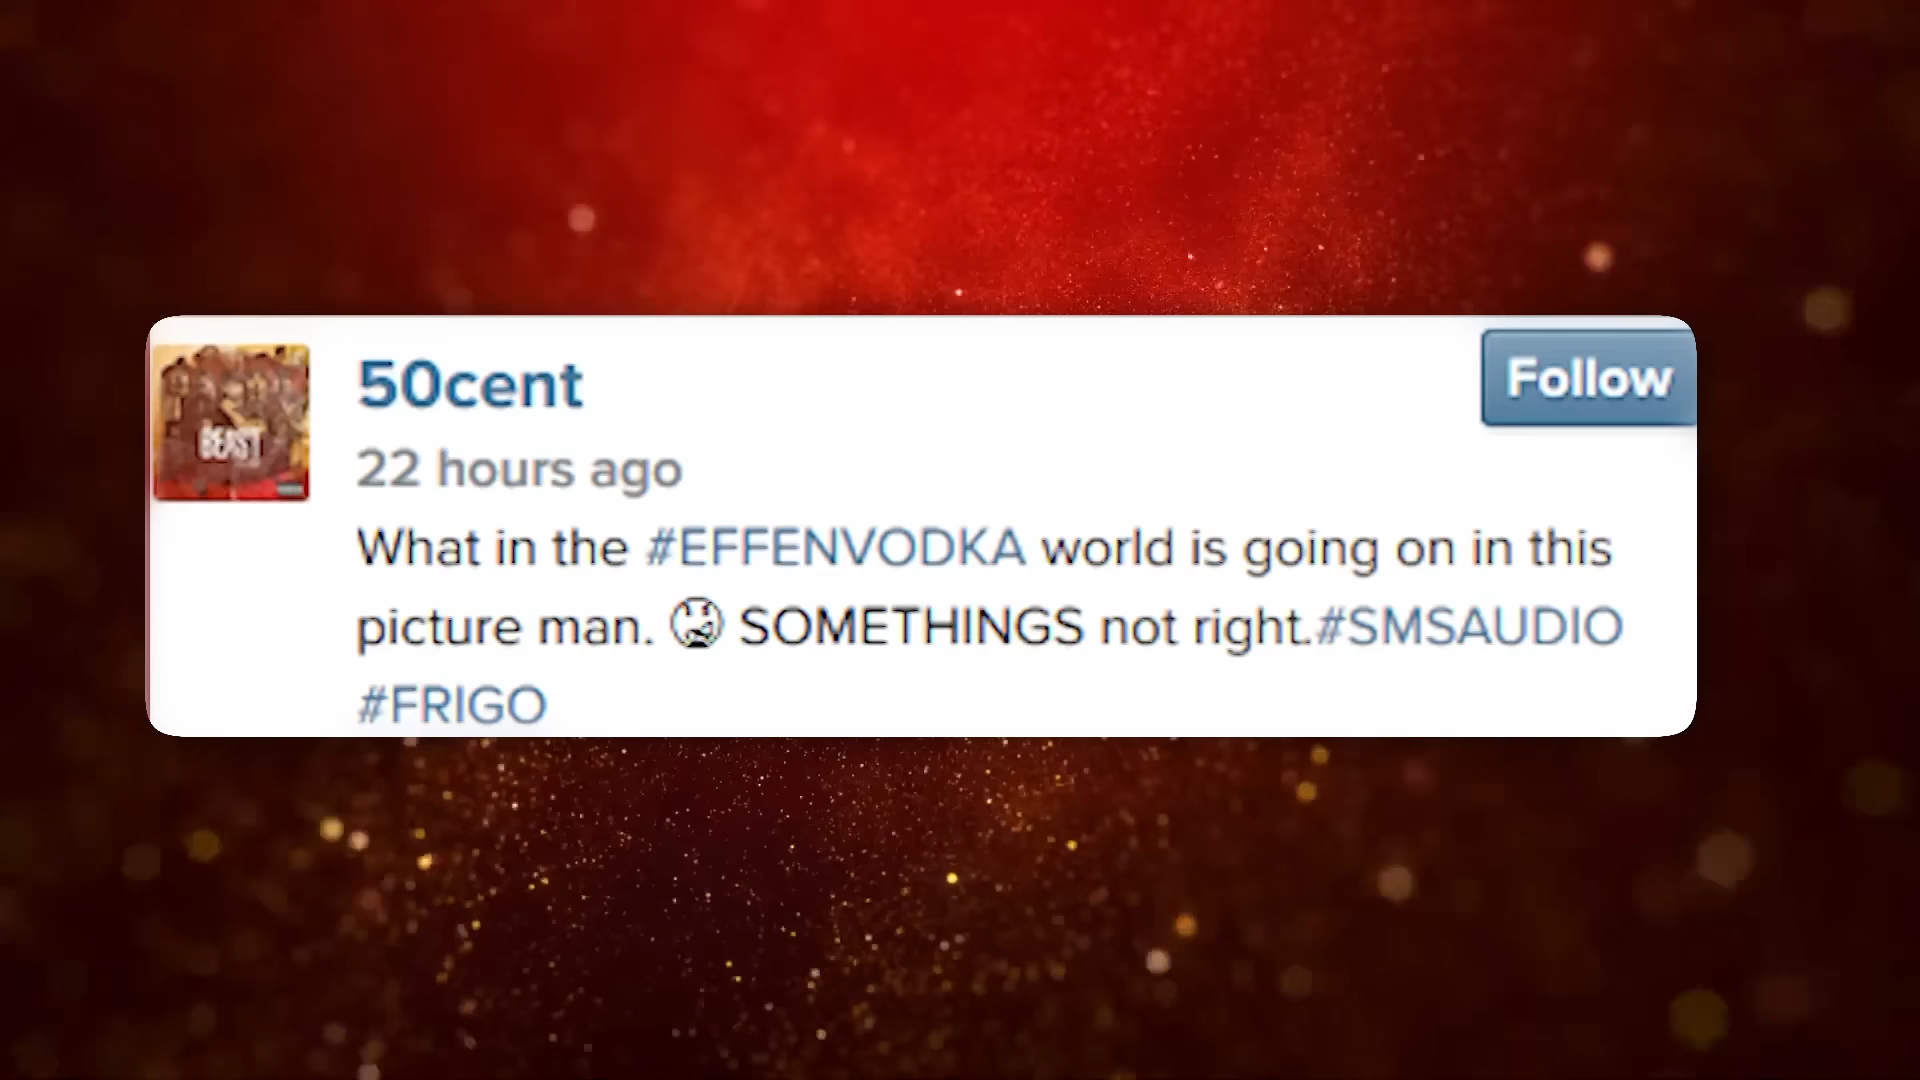 50cent
Follow
22 hours ago
What in the #EFFENVODKA world is going on in this
picture man. SOMETHINGS not right.#SMSAUDIO
#FRIGO
BEAST